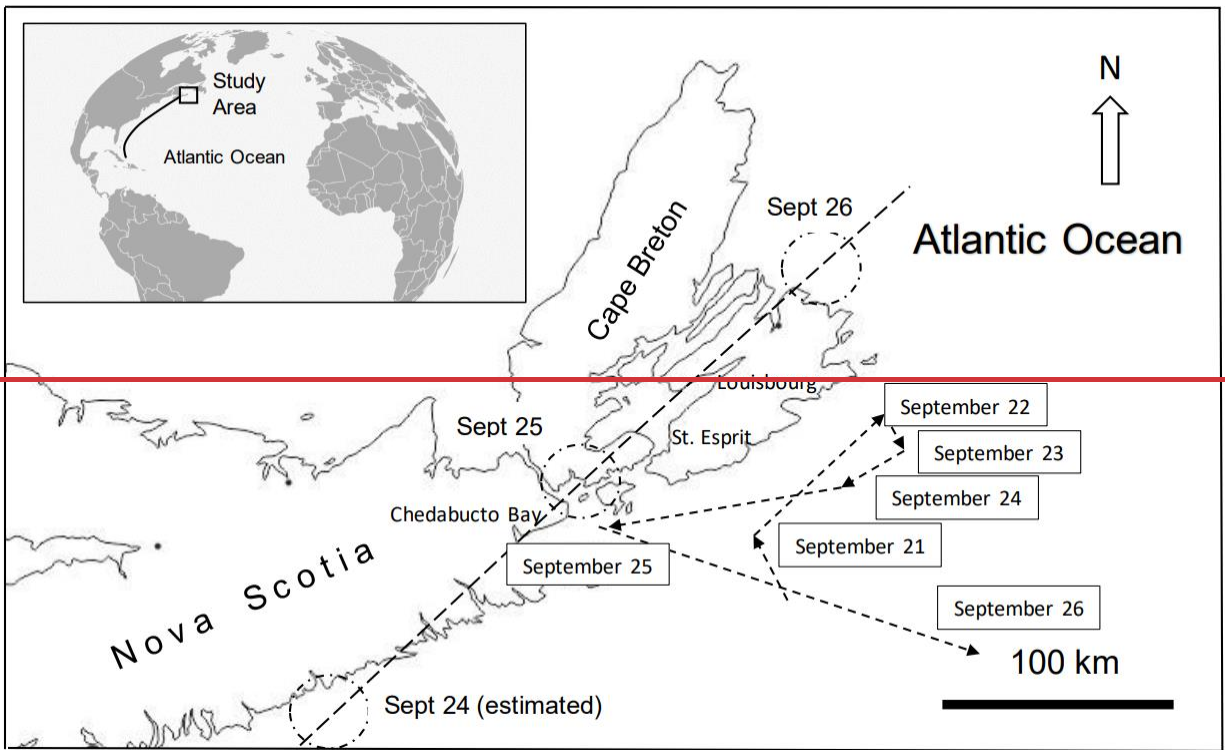 Study
Area
Atlantic Ocean
N
Sept 26
Atlantic Ocean
Cape Breton
Louisbourg
September 22
Sept 25
St. Esprit
September 23
September 24
Chedabucto Bay
September 21
September 25
Nova Scotia
September 26
100 km
Sept 24 (estimated)